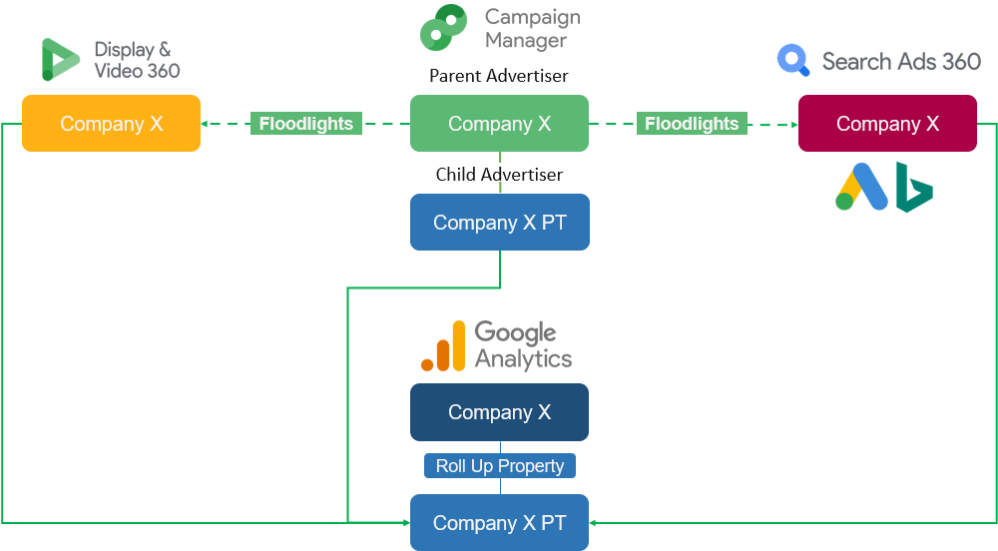 Campaign
Manager
Display &
Video 360
Search Ads 360
Parent Advertiser
Company X
Floodlights
Company X
Floodlights
Company X
Child Advertiser
Company X PT
Google
Analytics
Company X
Roll Up Property
Company X PT